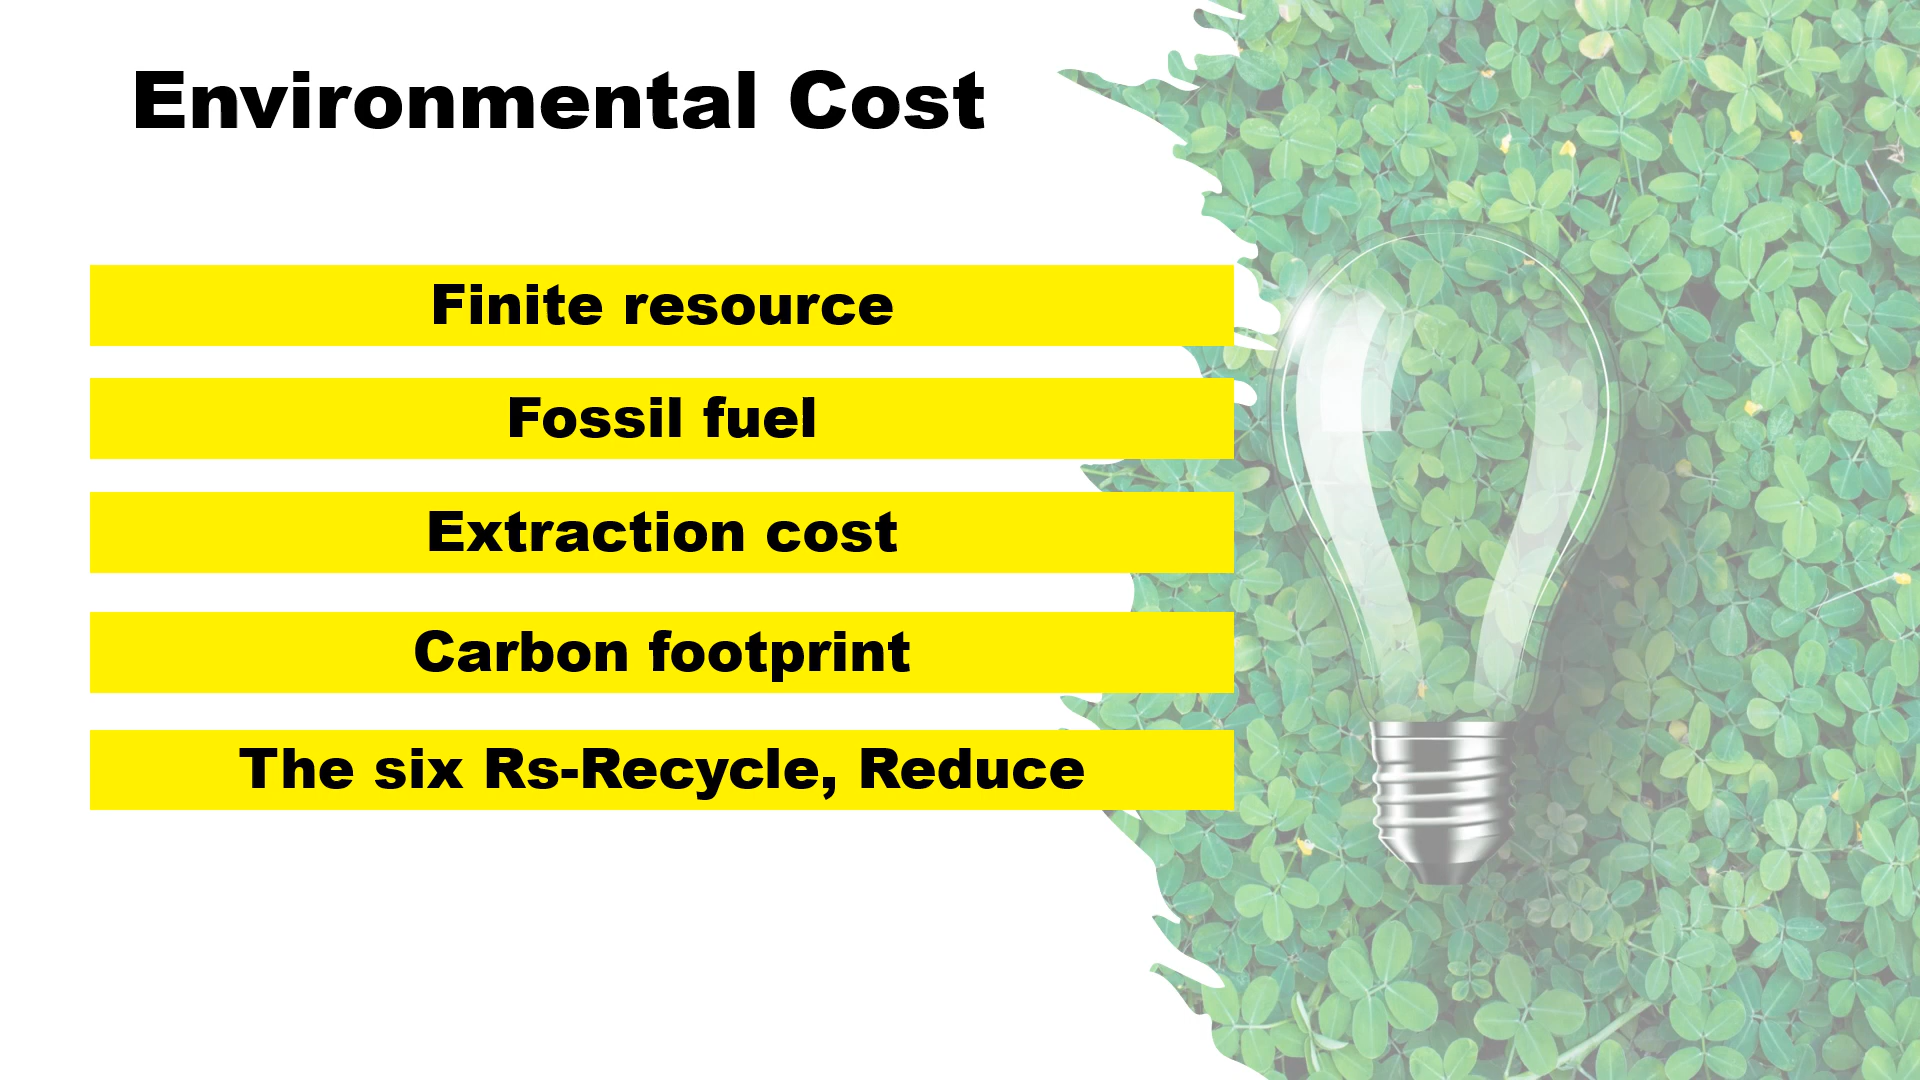 Environmental Cost
Finite resource
Fossil fuel
Extraction cost
Carbon footprint
The six Rs-Recycle, Reduce